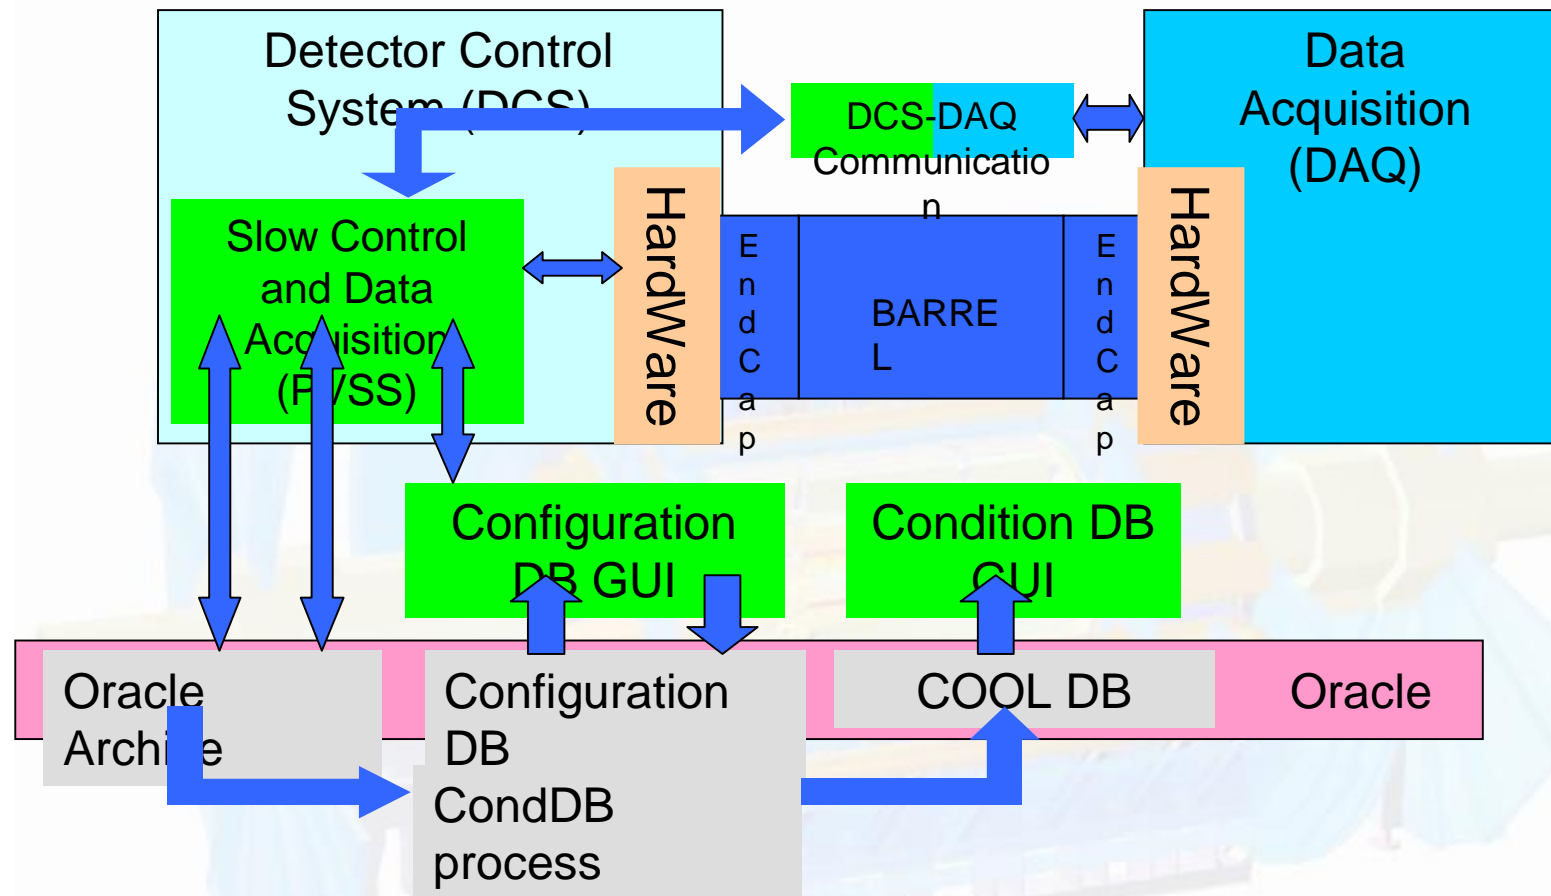 Detector Control
System (DCS)
Data
Acquisition
(DAQ)
DCS-DAQ
Communicatio
n
Slow Control
and Data
Acquisition
(PVSS)
HardWare
E
n
d
C
a
p
BARRE
L
E
n
d
C
a
p
HardWare
Configuration
DB GUI
Condition DB
GUI
Oracle
Archive
Configuration
DB
COOL DB
Oracle
CondDB
process